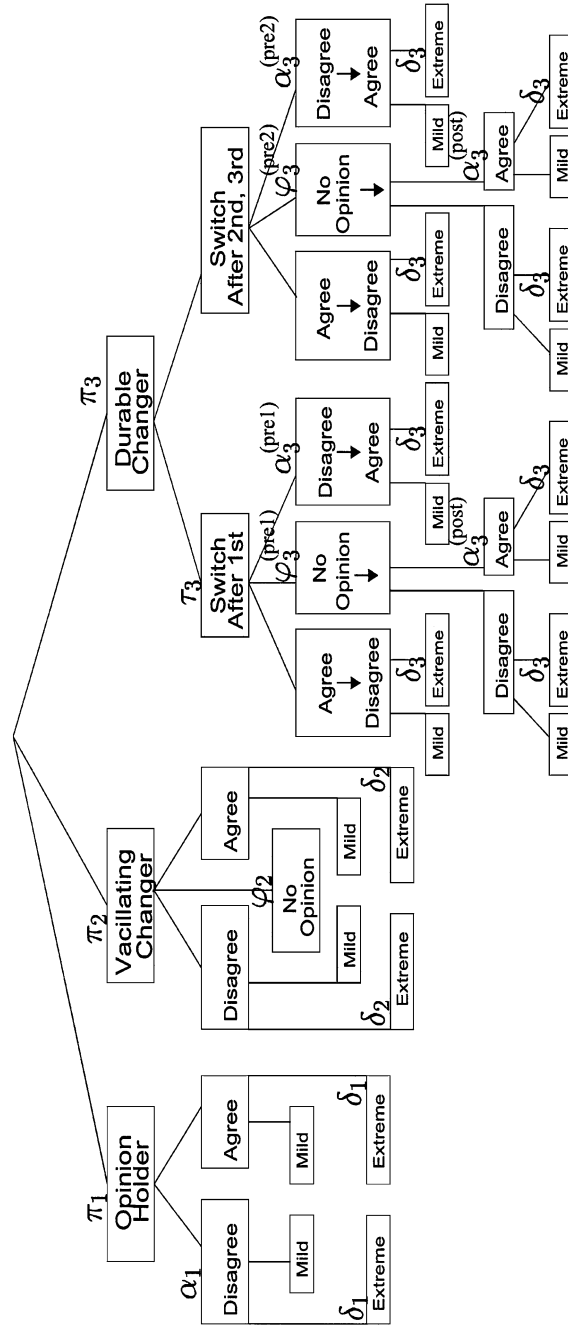 π1
Opinion
Holder
π2
Vacillating
Changer
π3
Durable
Changer
α1
Disagree
Agree
Disagree
φ2
Agree
τ3
Switch
After 1st
Switch
After 2nd, 3rd
Mild
Mild
δ1
Extreme
δ1
Extreme
No
Opinion
Mild
Mild
δ2
Extreme
δ2
Extreme
Agree
→
Disagree
φ3(pre1)
No
Opinion
→
α3(pre1)
Disagree
→
Agree
Agree
→
Disagree
φ3(pre2)
No
Opinion
→
α3(pre2)
Disagree
→
Agree
Mild
δ3
Extreme
Mild
δ3
Extreme
Mild
δ3
Extreme
Mild
δ3
Extreme
Disagree
α3(post)
Agree
Disagree
α3(post)
Agree
Mild
δ3
Extreme
Mild
δ3
Extreme
Mild
δ3
Extreme
Mild
δ3
Extreme